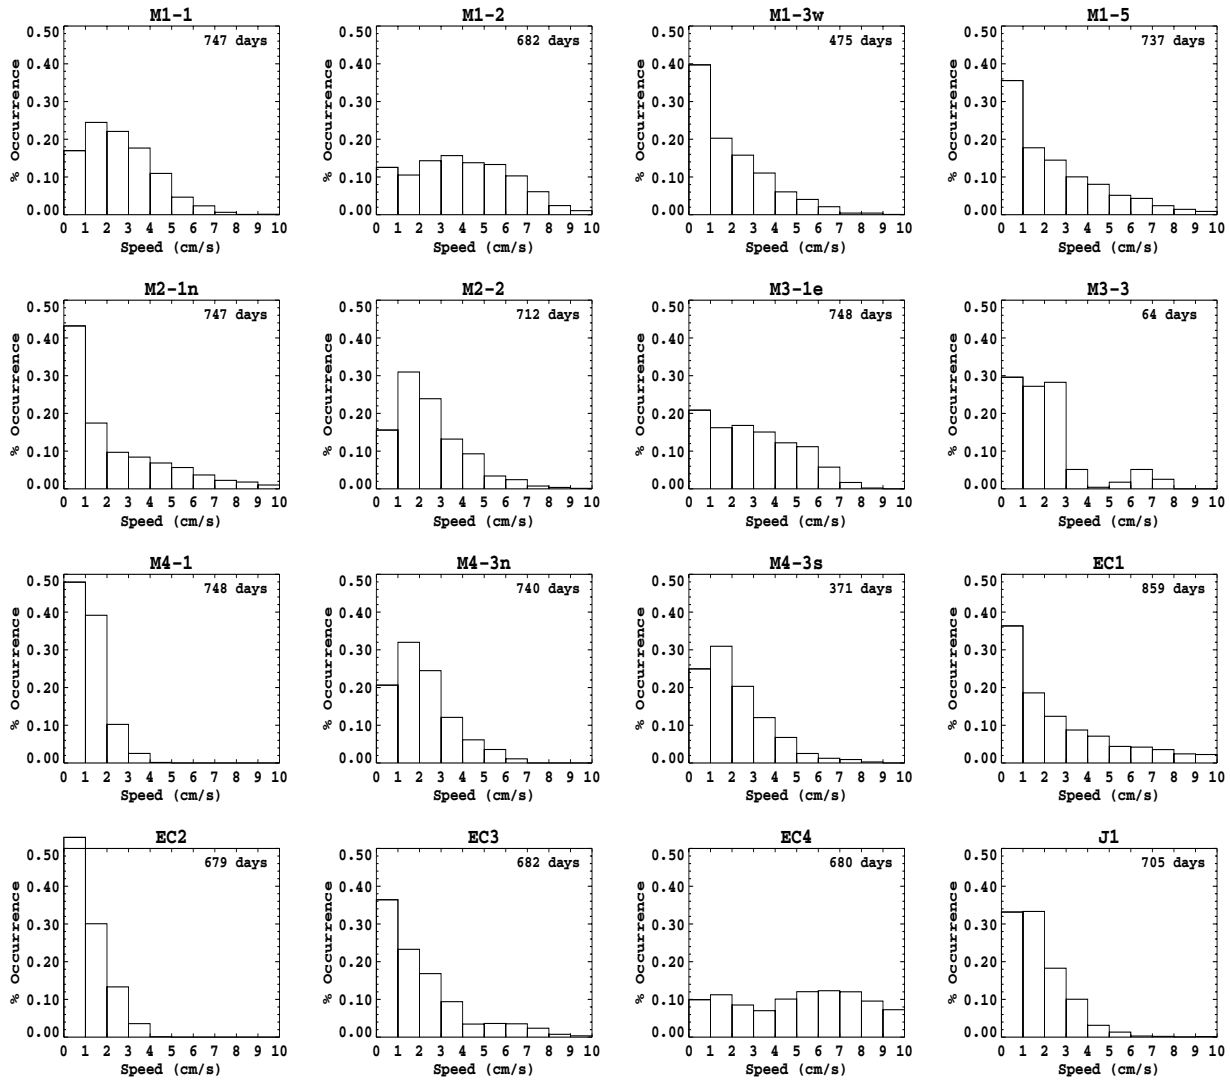 M1-1 M1-2 M1-3w M1-5
0.50 747 days 0.50 682 days 0.50 475 days 0.50 737 days
0.40 0.40 0.40 0.40
0.30 0.30 0.30 0.30
0.20 0.20 0.20 0.20
0.10 0.10 0.10 0.10
0.00 0.00 0.00 0.00
% Occurrence % Occurrence % Occurrence % Occurrence
0 1 2 3 4 5 6 7 8 9 10 0 1 2 3 4 5 6 7 8 9 10 0 1 2 3 4 5 6 7 8 9 10 0 1 2 3 4 5 6 7 8 9 10
Speed (cm/s) Speed (cm/s) Speed (cm/s) Speed (cm/s)
M2-1n M2-2 M3-1e M3-3
0.50 747 days 0.50 712 days 0.50 748 days 0.50 64 days
0.40 0.40 0.40 0.40
0.30 0.30 0.30 0.30
0.20 0.20 0.20 0.20
0.10 0.10 0.10 0.10
0.00 0.00 0.00 0.00
% Occurrence % Occurrence % Occurrence % Occurrence
0 1 2 3 4 5 6 7 8 9 10 0 1 2 3 4 5 6 7 8 9 10 0 1 2 3 4 5 6 7 8 9 10 0 1 2 3 4 5 6 7 8 9 10
Speed (cm/s) Speed (cm/s) Speed (cm/s) Speed (cm/s)
M4-1 M4-3n M4-3s EC1
0.50 748 days 0.50 740 days 0.50 371 days 0.50 859 days
0.40 0.40 0.40 0.40
0.30 0.30 0.30 0.30
0.20 0.20 0.20 0.20
0.10 0.10 0.10 0.10
0.00 0.00 0.00 0.00
% Occurrence % Occurrence % Occurrence % Occurrence
0 1 2 3 4 5 6 7 8 9 10 0 1 2 3 4 5 6 7 8 9 10 0 1 2 3 4 5 6 7 8 9 10 0 1 2 3 4 5 6 7 8 9 10
Speed (cm/s) Speed (cm/s) Speed (cm/s) Speed (cm/s)
EC2 EC3 EC4 J1
0.50 679 days 0.50 682 days 0.50 680 days 0.50 705 days
0.40 0.40 0.40 0.40
0.30 0.30 0.30 0.30
0.20 0.20 0.20 0.20
0.10 0.10 0.10 0.10
0.00 0.00 0.00 0.00
% Occurrence % Occurrence % Occurrence % Occurrence
0 1 2 3 4 5 6 7 8 9 10 0 1 2 3 4 5 6 7 8 9 10 0 1 2 3 4 5 6 7 8 9 10 0 1 2 3 4 5 6 7 8 9 10
Speed (cm/s) Speed (cm/s) Speed (cm/s) Speed (cm/s)